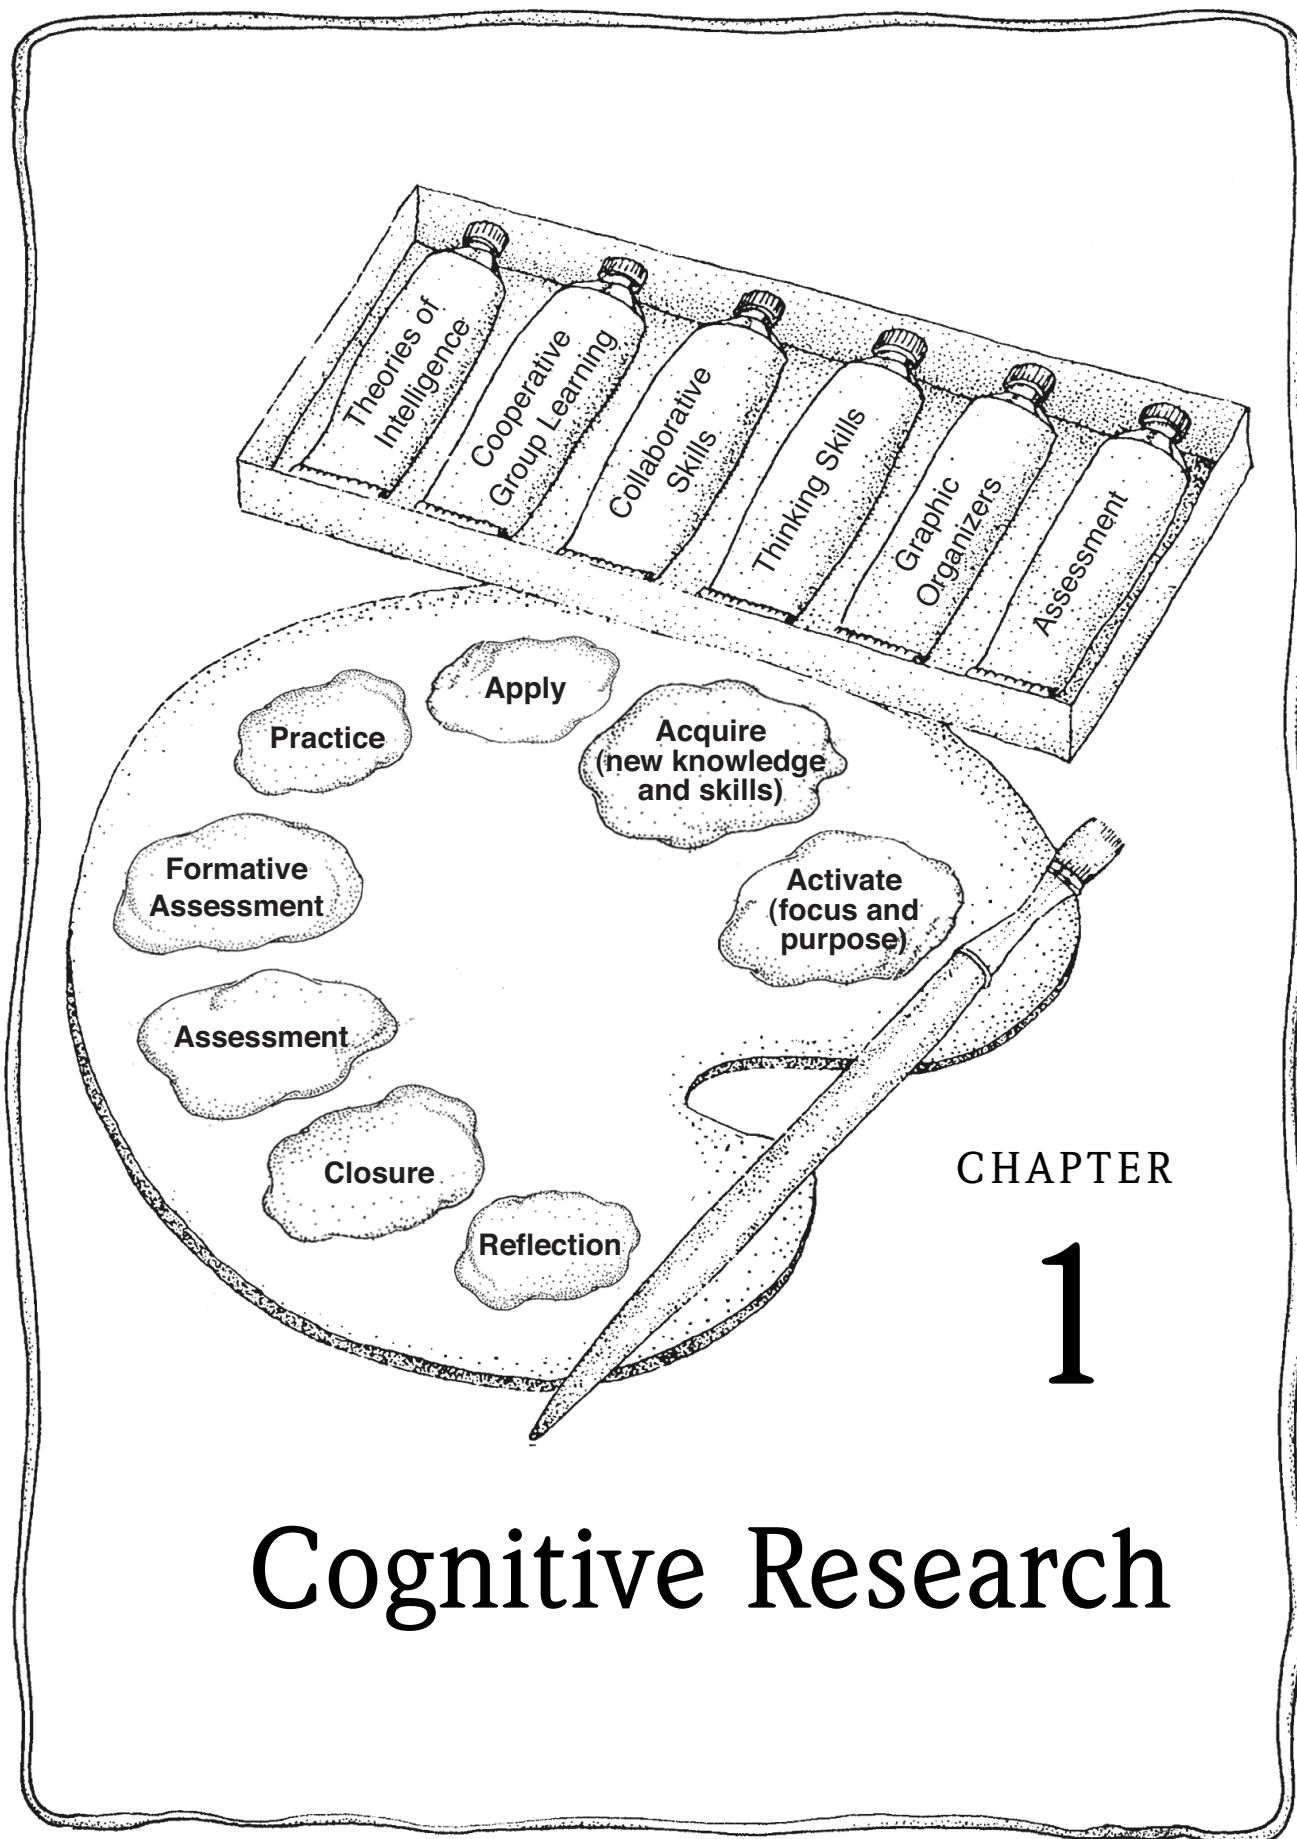 Theories of
Intelligence
Cooperative
Group Learning
Collaborative
Skills
Thinking Skills
Graphic
Organizers
Assessment
Apply
Practice
Acquire
(new knowledge
and skills)
Formative
Assessment
Activate
(focus and
purpose)
Assessment
Closure
Reflection
CHAPTER
1
Cognitive Research